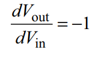 dV_out/dV_in = −1